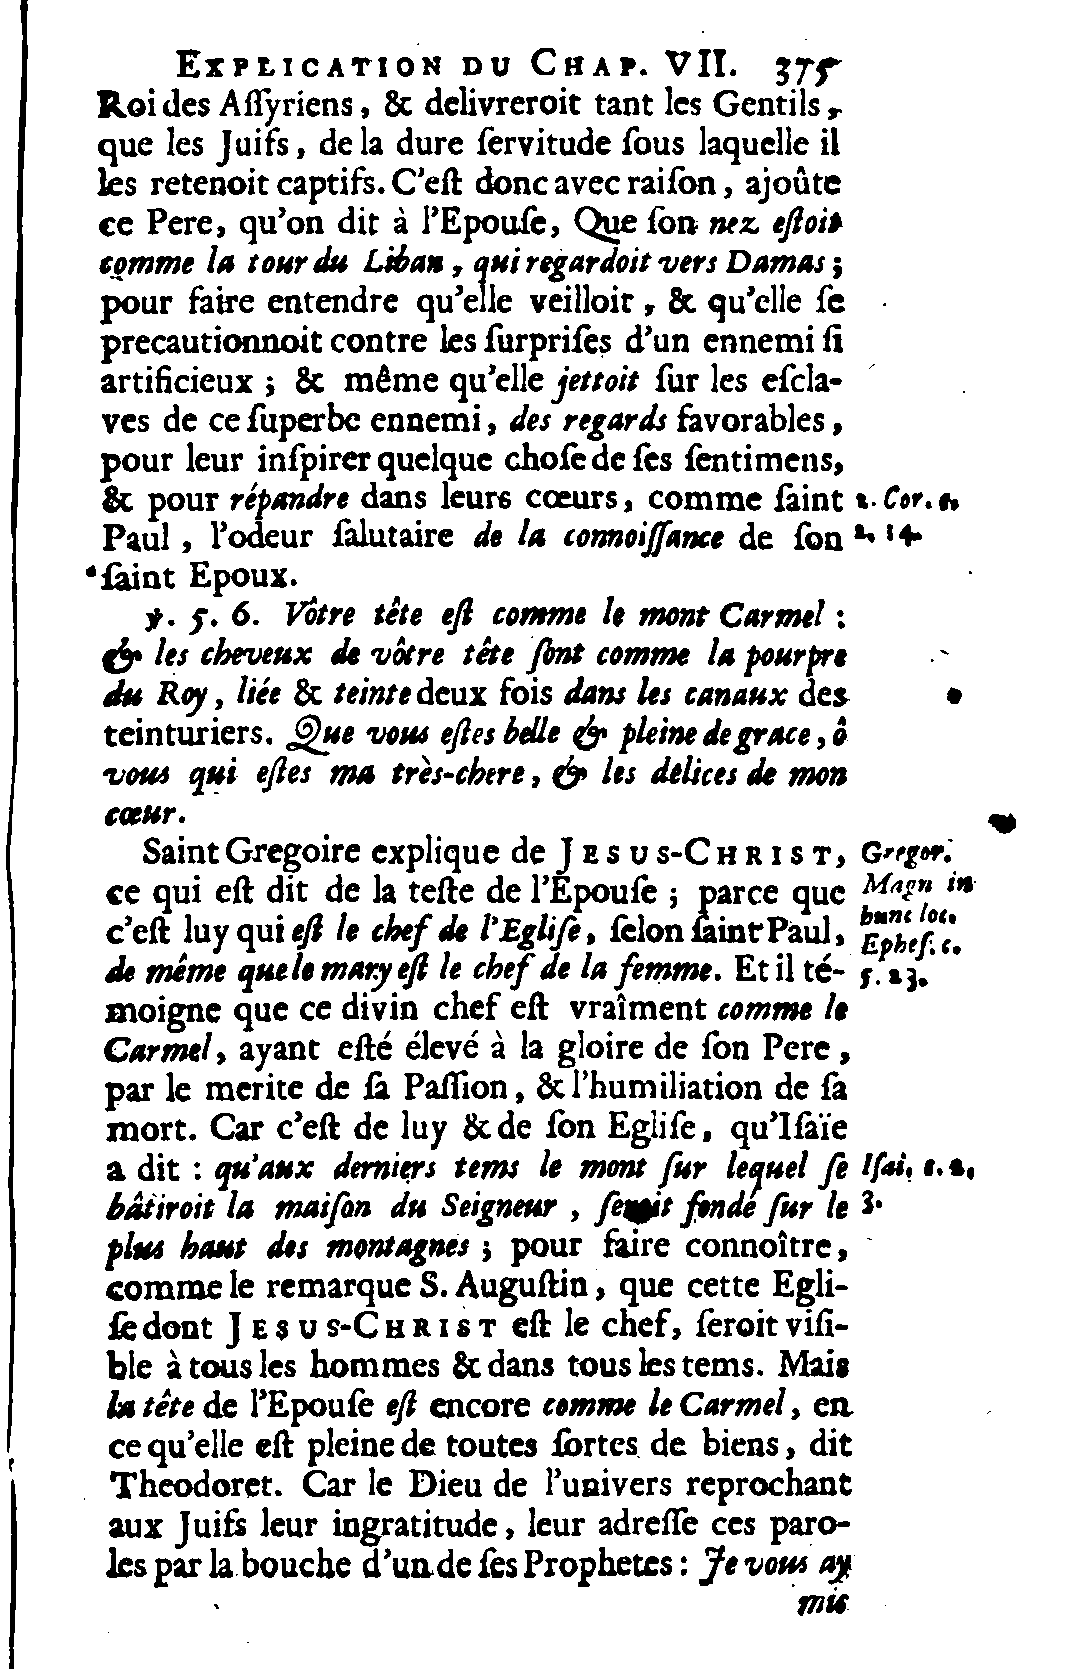 EXPLICATION DU CHAP. VII. 375
Roi des Aſſyriens, & delivreroit tant les Gentils,
que les Juifs, de la dure ſervitude ſous laquelle il
les retenoit captifs. C'eſt donc avec raiſon, ajoûte
ce Pere, qu'on dit à l'Epouſe, Que ſon nez eſtoit
comme la tour du Liban, qui regardoit vers Damas;
pour faire entendre qu'elle veilloit, & qu'elle ſe
precautionnoit contre les ſurpriſes d'un ennemi ſi
artificieux; & même qu'elle jettoit ſur les eſcla-
ves de ce ſuperbe ennemi, des regards favorables,
pour leur inſpirer quelque choſe de ſes ſentimens,
& pour répandre dans leurs cœurs, comme ſaint 2. Cor. c.
Paul, l'odeur ſalutaire de la connoiſſance de ſon 2. 14.
ſaint Epoux.
℣. 5. 6. Vôtre tête eſt comme le mont Carmel :
& les cheveux de vôtre tête ſont comme la pourpre
du Roy, liée & teinte deux fois dans les canaux des
teinturiers. Que vous eſtes belle & pleine de grace, ô
vous qui eſtes ma très-chere, & les délices de mon
cœur.
Saint Gregoire explique de JESUS-CHRIST, Gregor.
ce qui eſt dit de la teſte de l'Epouſe ; parce que Magn in
c'eſt luy qui eſt le chef de l'Egliſe, ſelon ſaint Paul, hunc loc.
Epheſ. c.
de même que le mary eſt le chef de la femme. Et il té- 5. 23.
moigne que ce divin chef eſt vraîment comme le
Carmel, ayant eſté élevé à la gloire de ſon Pere,
par le merite de ſa Paſſion, & l'humiliation de ſa
mort. Car c'eſt de luy & de ſon Egliſe, qu'Iſaïe
a dit : qu'aux derniers tems le mont ſur lequel ſe Iſai. c. 2.
bâtiroit la maiſon du Seigneur, ſeroit fondé ſur le 3.
plus haut des montagnes ; pour faire connoître,
comme le remarque S. Auguſtin, que cette Egli-
ſe dont JESUS-CHRIST eſt le chef, ſeroit viſi-
ble à tous les hommes & dans tous les tems. Mais
la tête de l'Epouſe eſt encore comme le Carmel, en
ce qu'elle eſt pleine de toutes ſortes de biens, dit
Theodoret. Car le Dieu de l'univers reprochant
aux Juifs leur ingratitude, leur adreſſe ces paro-
les par la bouche d'un de ſes Prophetes : Je vous ay
mis